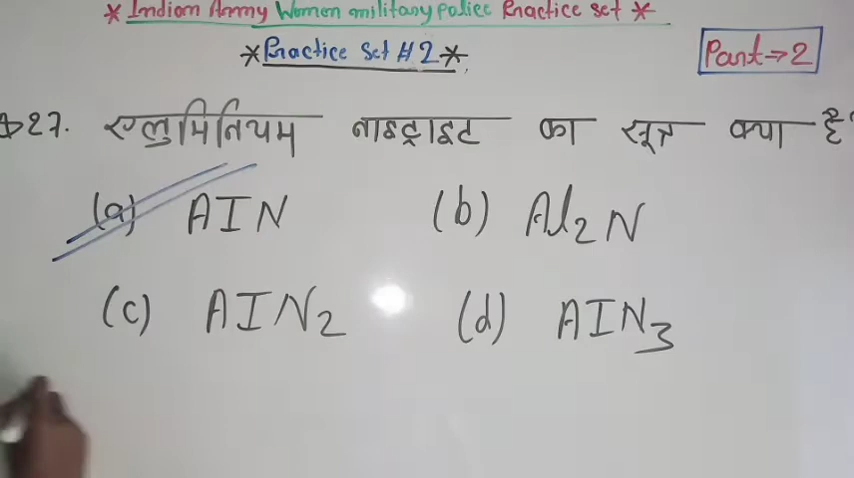 * Indian Army Women military police Practice set *
* Practice Set # 2 *
Part → 2
27. एलुमिनियम नाइट्राइट का सूत्र क्या है
(a) AIN (b) Al2N
(c) AIN2 (d) AIN3